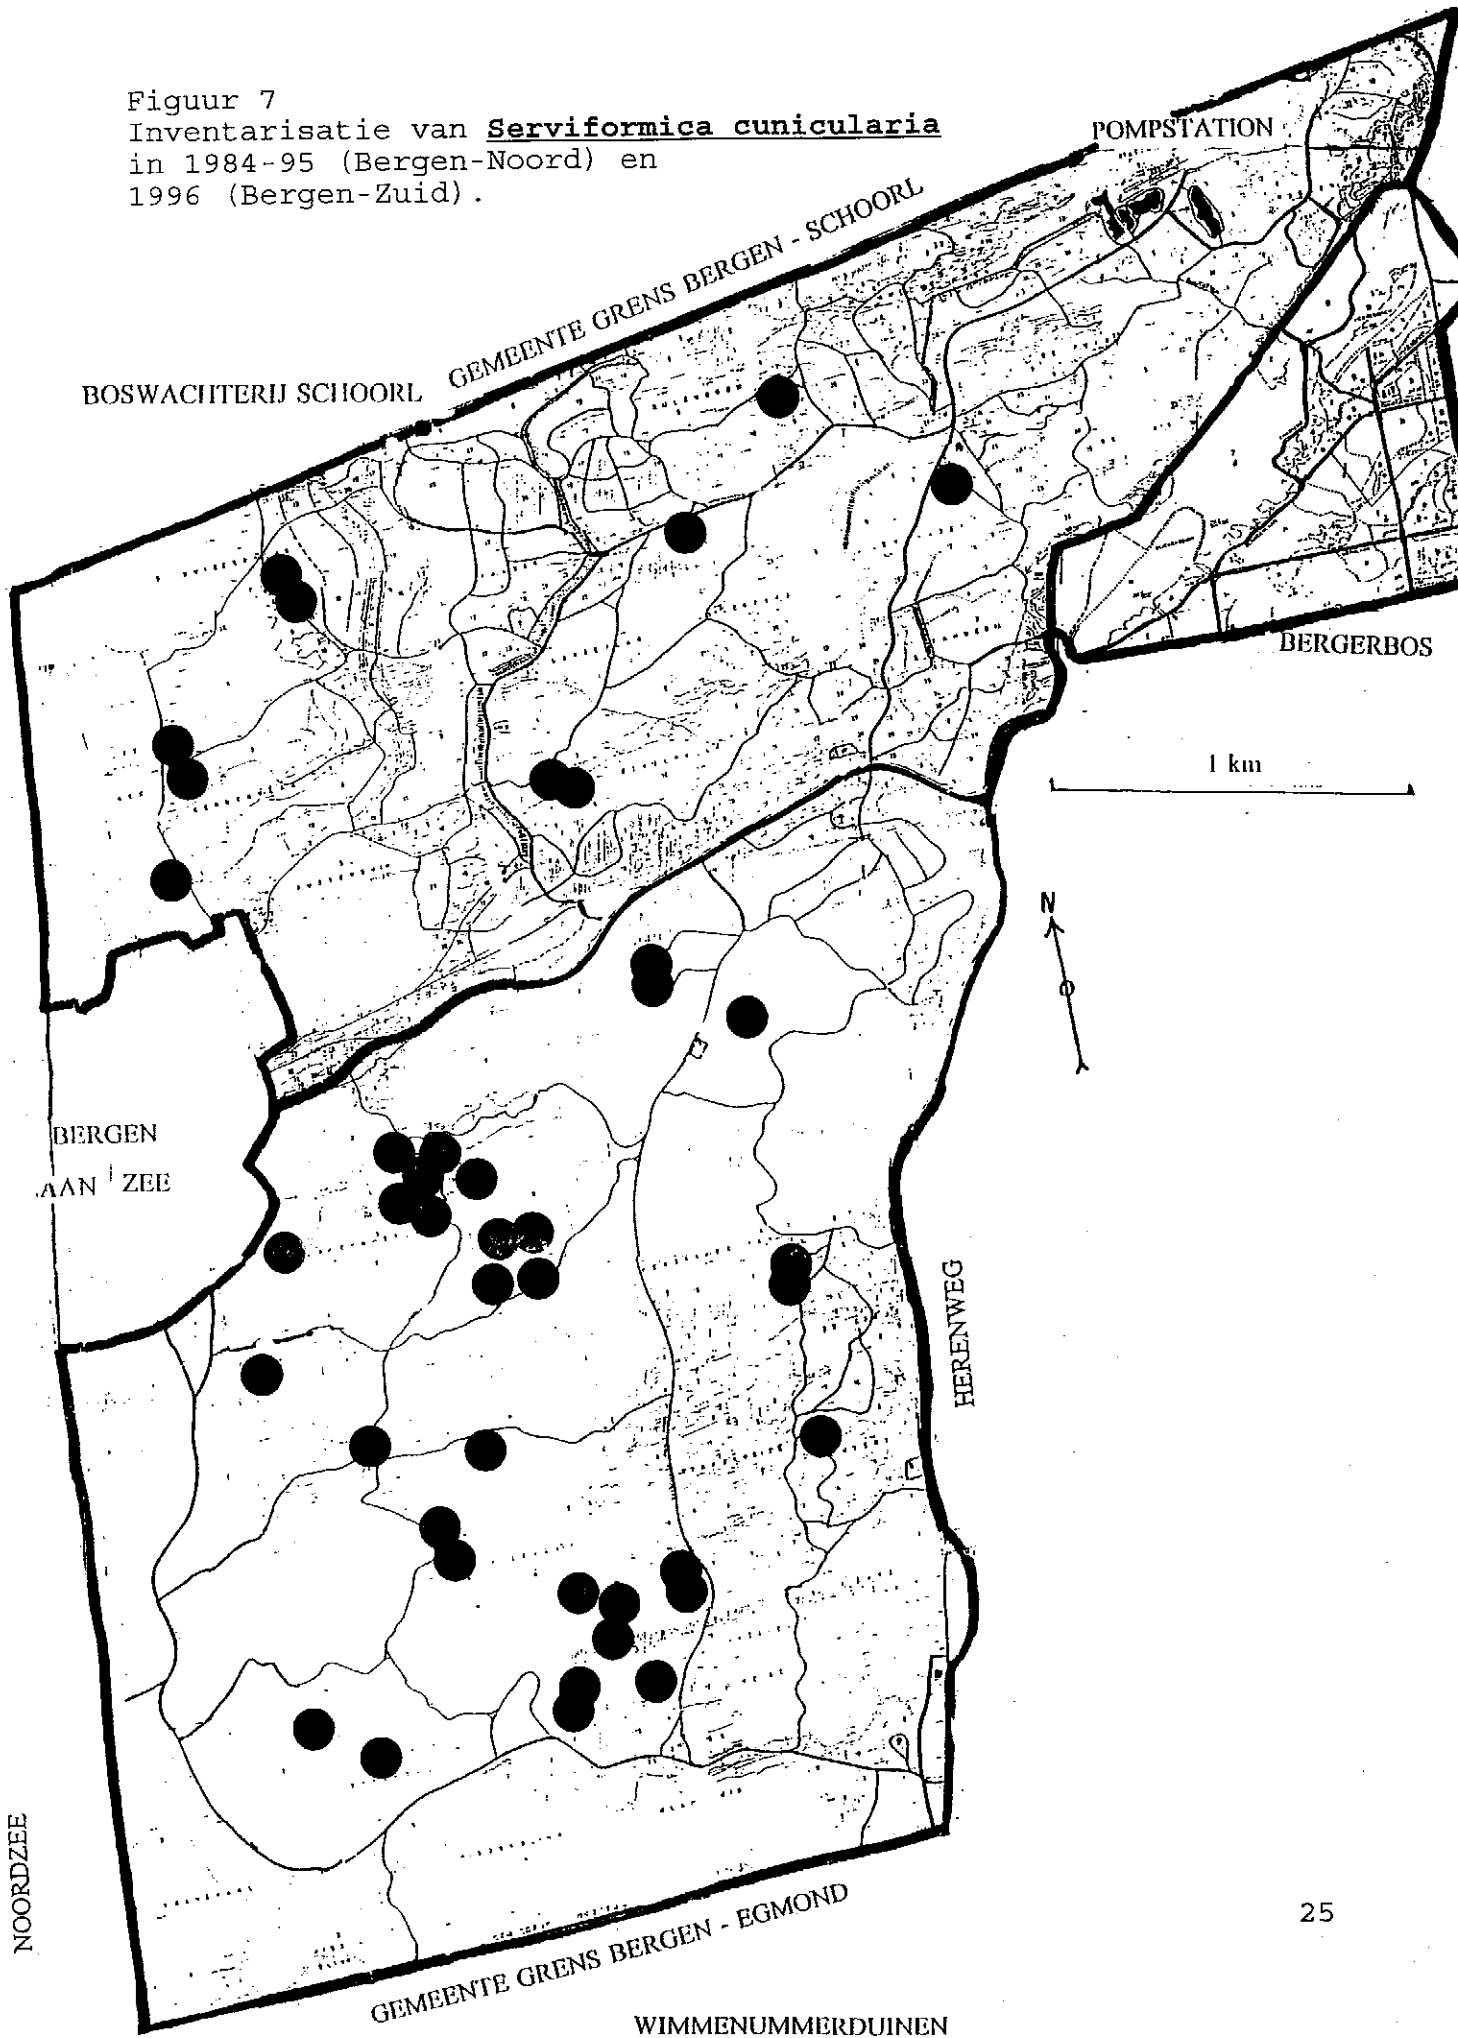 Figuur 7
Inventarisatie van Serviformica cunicularia
in 1984-95 (Bergen-Noord) en
1996 (Bergen-Zuid).
POMPSTATION
GEMEENTE GRENS BERGEN - SCHOORL
BOSWACHTERIJ SCHOORL
BERGERBOS
1 km
N
BERGEN
AAN ZEE
HERENWEG
NOORDZEE
GEMEENTE GRENS BERGEN - EGMOND
25
WIMMENUMMERDUINEN